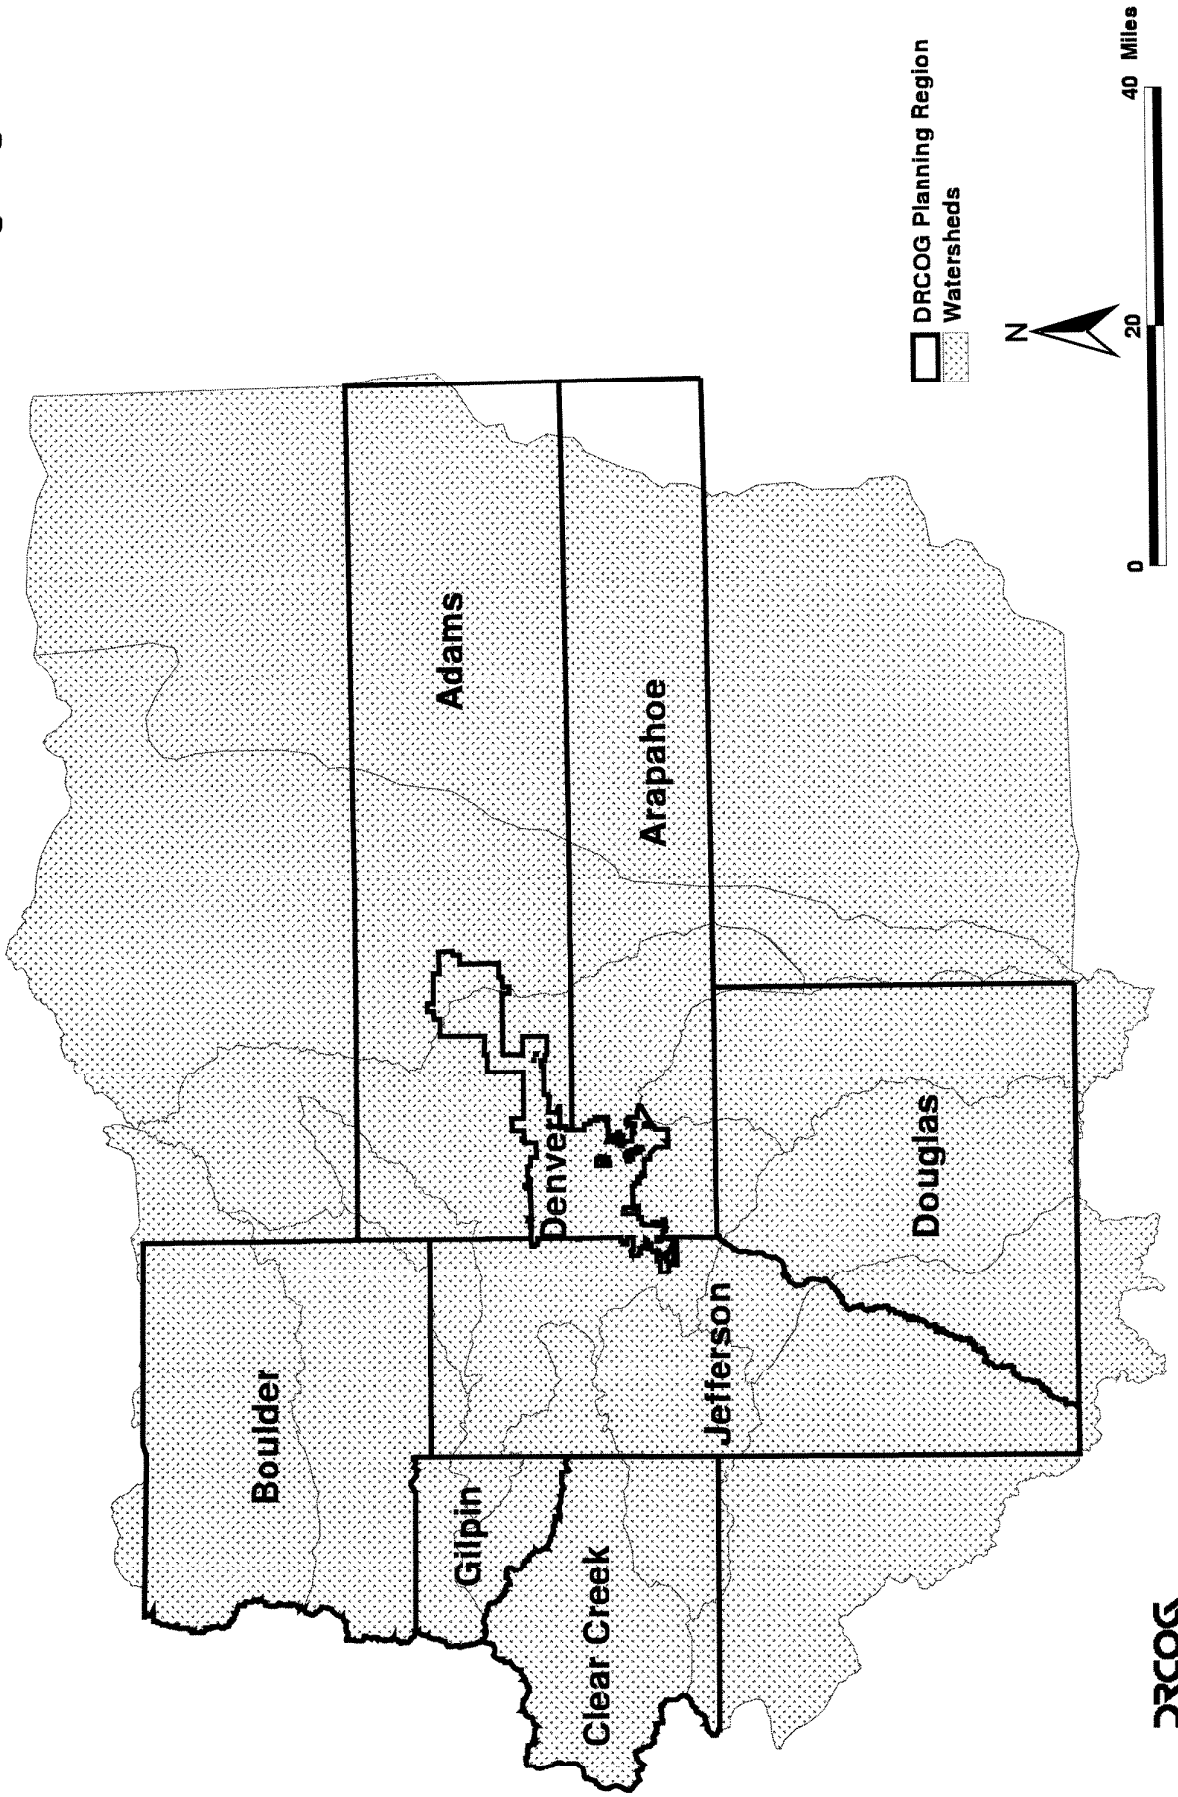 Boulder
Gilpin
Adams
Denver
Clear Creek
Arapahoe
Jefferson
Douglas
DRCOG Planning Region
Watersheds
N
0 20 40 Miles
DRCOG